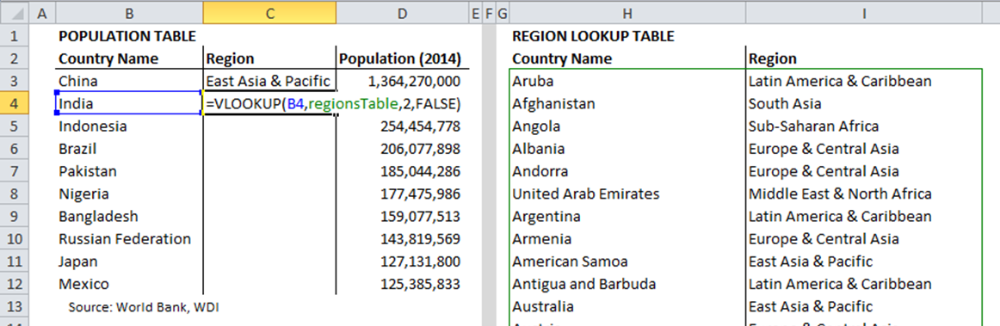 A B C D E F G H I
1 POPULATION TABLE REGION LOOKUP TABLE
2 Country Name Region Population (2014) Country Name Region
3 China East Asia & Pacific 1,364,270,000 Aruba Latin America & Caribbean
4 India =VLOOKUP(B4,regionsTable,2,FALSE) Afghanistan South Asia
5 Indonesia 254,454,778 Angola Sub-Saharan Africa
6 Brazil 206,077,898 Albania Europe & Central Asia
7 Pakistan 185,044,286 Andorra Europe & Central Asia
8 Nigeria 177,475,986 United Arab Emirates Middle East & North Africa
9 Bangladesh 159,077,513 Argentina Latin America & Caribbean
10 Russian Federation 143,819,569 Armenia Europe & Central Asia
11 Japan 127,131,800 American Samoa East Asia & Pacific
12 Mexico 125,385,833 Antigua and Barbuda Latin America & Caribbean
13 Source: World Bank, WDI Australia East Asia & Pacific